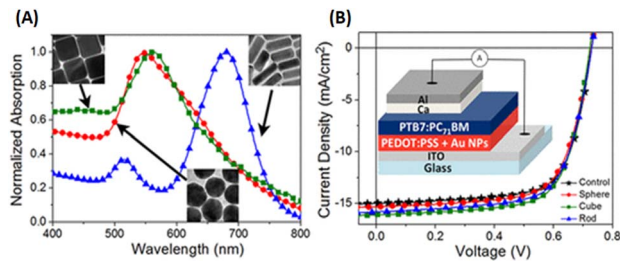 (A)
Normalized Absorption
1.0
0.8
0.6
0.4
0.2
0.0
400 500 600 700 800
Wavelength (nm)
(B)
Current Density (mA/cm²)
0
-5
-10
-15
0.0 0.2 0.4 0.6 0.8
Voltage (V)
A
Al
Ca
PTB7:PC₇₁BM
PEDOT:PSS + Au NPs
ITO
Glass
Control
Sphere
Cube
Rod